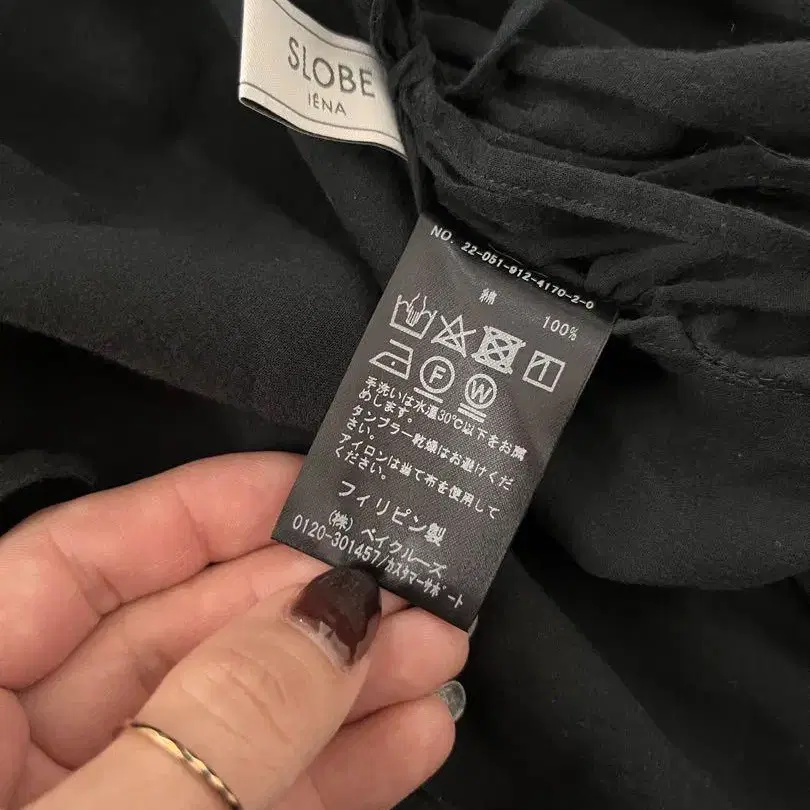 SLOBE
IÉNA
NO. 22-051-912-4170-2-0
綿 100%
F W
手洗いは水温30℃以下をお薦
めします。
タンブラー乾燥はお避けくだ
さい。
アイロンは当て布を使用して
ください。
フィリピン製
(株) ベイクルーズ
0120-301457/カスタマーサポート